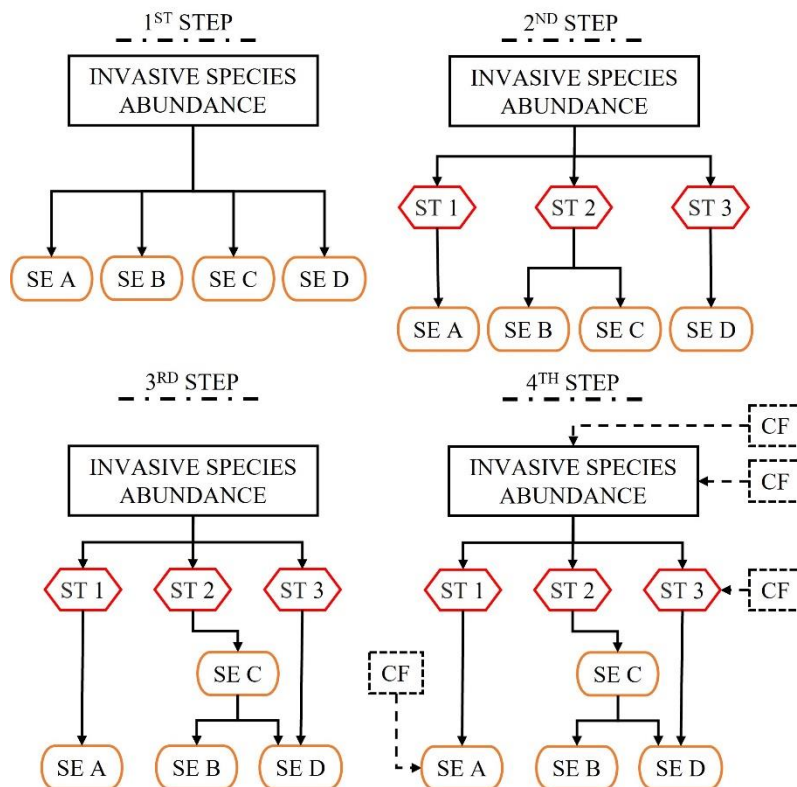 1ST STEP
INVASIVE SPECIES
ABUNDANCE
SE A SE B SE C SE D
2ND STEP
INVASIVE SPECIES
ABUNDANCE
ST 1 ST 2 ST 3
SE A SE B SE C SE D
3RD STEP
INVASIVE SPECIES
ABUNDANCE
ST 1 ST 2 ST 3
SE C
SE A SE B SE D
4TH STEP
CF
INVASIVE SPECIES
ABUNDANCE
CF
ST 1 ST 2 ST 3 CF
CF SE C
SE A SE B SE D